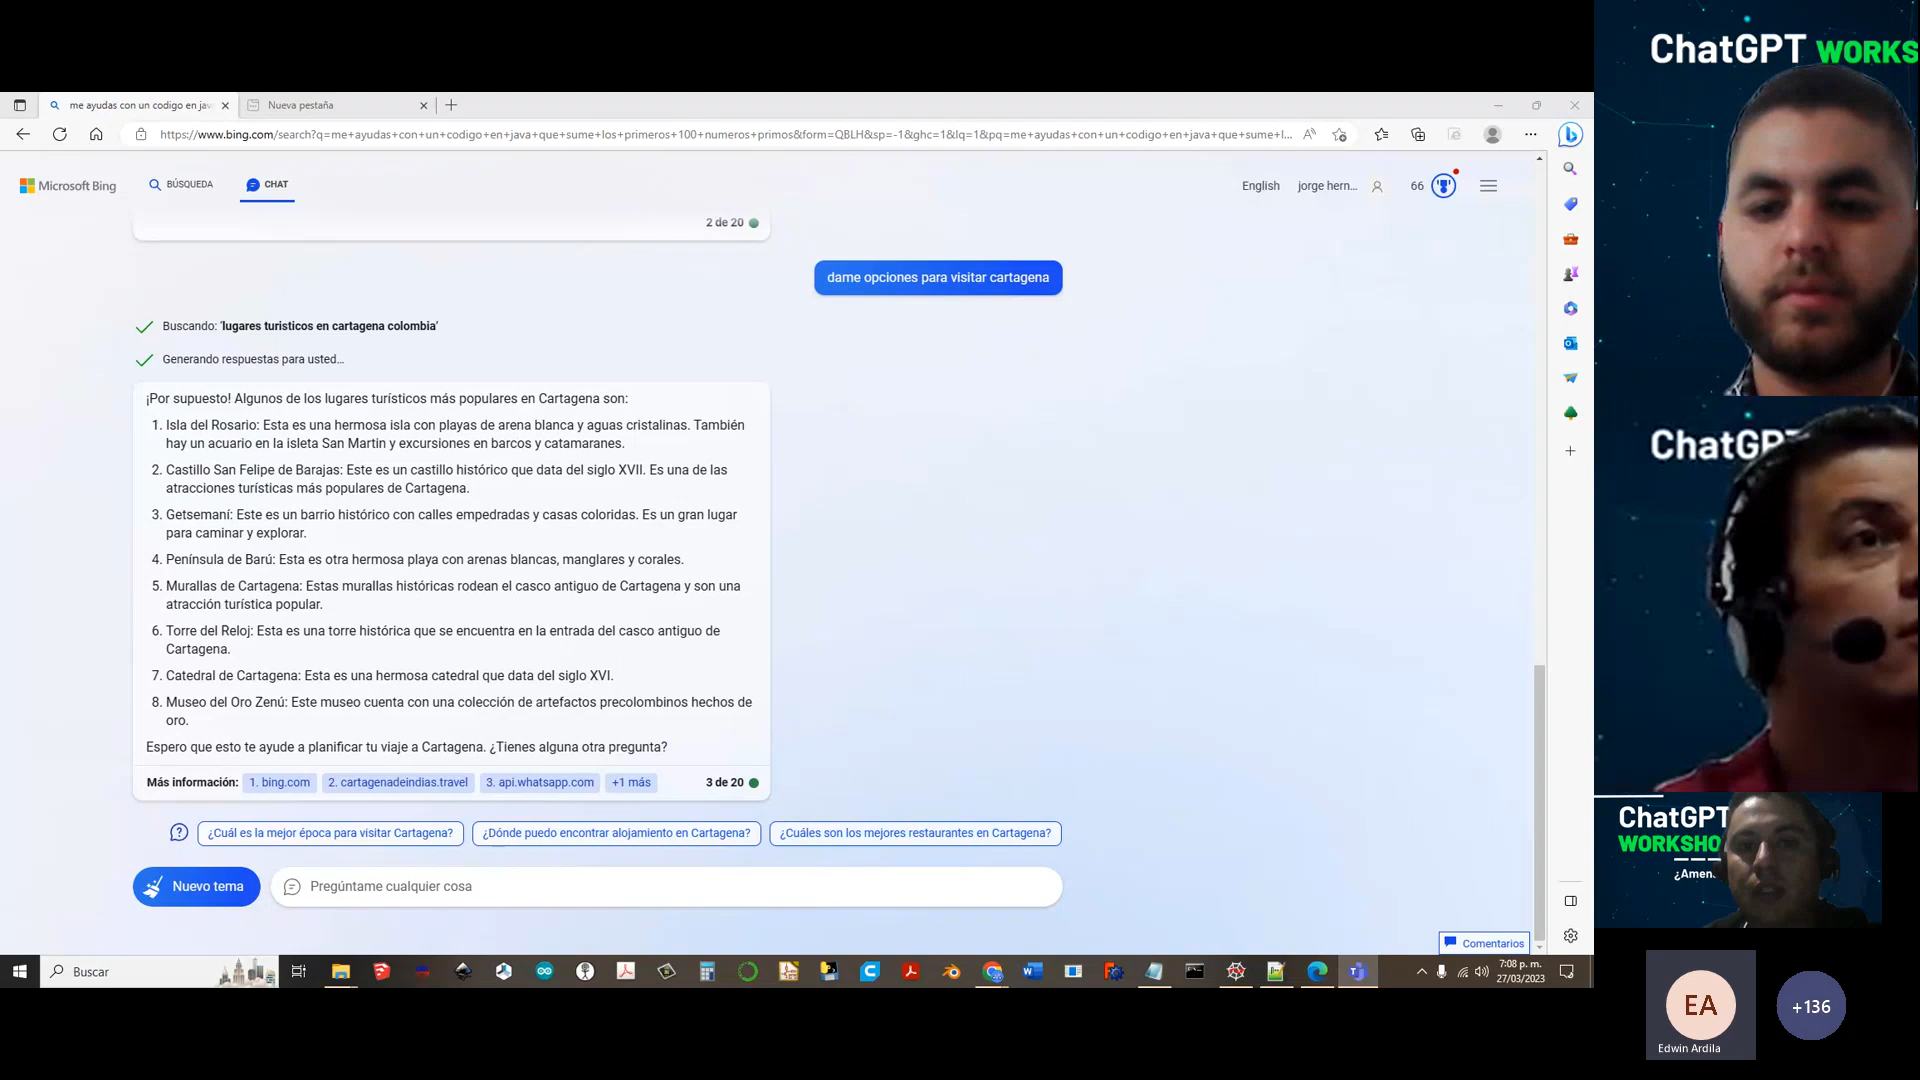 me ayudas con un codigo en jav
Nueva pestaña
https://www.bing.com/search?q=me+ayudas+con+un+codigo+en+java+que+sume+los+primeros+100+numeros+primos&form=QBLH&sp=-1&ghc=1&lq=1&pq=me+ayudas+con+un+codigo+en+java+que+sume+l...
Microsoft Bing
BÚSQUEDA
CHAT
English
jorge hern...
66
2 de 20
dame opciones para visitar cartagena
Buscando: 'lugares turisticos en cartagena colombia'
Generando respuestas para usted...
¡Por supuesto! Algunos de los lugares turísticos más populares en Cartagena son:
1. Isla del Rosario: Esta es una hermosa isla con playas de arena blanca y aguas cristalinas. También
hay un acuario en la isleta San Martin y excursiones en barcos y catamaranes.
2. Castillo San Felipe de Barajas: Este es un castillo histórico que data del siglo XVII. Es una de las
atracciones turísticas más populares de Cartagena.
3. Getsemaní: Este es un barrio histórico con calles empedradas y casas coloridas. Es un gran lugar
para caminar y explorar.
4. Península de Barú: Esta es otra hermosa playa con arenas blancas, manglares y corales.
5. Murallas de Cartagena: Estas murallas históricas rodean el casco antiguo de Cartagena y son una
atracción turística popular.
6. Torre del Reloj: Esta es una torre histórica que se encuentra en la entrada del casco antiguo de
Cartagena.
7. Catedral de Cartagena: Esta es una hermosa catedral que data del siglo XVI.
8. Museo del Oro Zenú: Este museo cuenta con una colección de artefactos precolombinos hechos de
oro.
Espero que esto te ayude a planificar tu viaje a Cartagena. ¿Tienes alguna otra pregunta?
Más información: 1. bing.com 2. cartagenadeindias.travel 3. api.whatsapp.com +1 más 3 de 20
¿Cuál es la mejor época para visitar Cartagena? ¿Dónde puedo encontrar alojamiento en Cartagena? ¿Cuáles son los mejores restaurantes en Cartagena?
Nuevo tema
Pregúntame cualquier cosa
Comentarios
Buscar
7:08 p. m.
27/03/2023
ChatGPT WORKS
ChatGP
ChatGPT
WORKSHO
¿Amen
EA
Edwin Ardila
+136